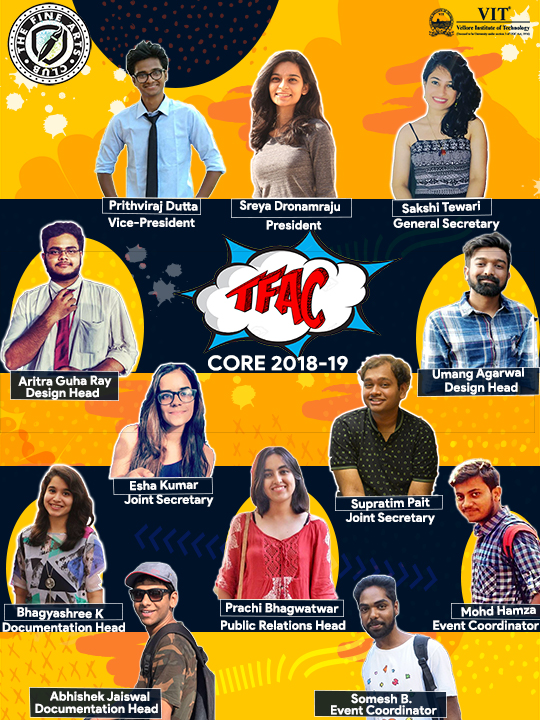 THE FINE ARTS
CLUB
VIT®
Vellore Institute of Technology
Prithviraj Dutta
Vice-President
Sreya Dronamraju
President
Sakshi Tewari
General Secretary
TFAC
CORE 2018-19
Aritra Guha Ray
Design Head
Umang Agarwal
Design Head
Esha Kumar
Joint Secretary
Supratim Pait
Joint Secretary
Bhagyashree K
Documentation Head
Prachi Bhagwatwar
Public Relations Head
Mohd Hamza
Event Coordinator
Abhishek Jaiswal
Documentation Head
Somesh B.
Event Coordinator